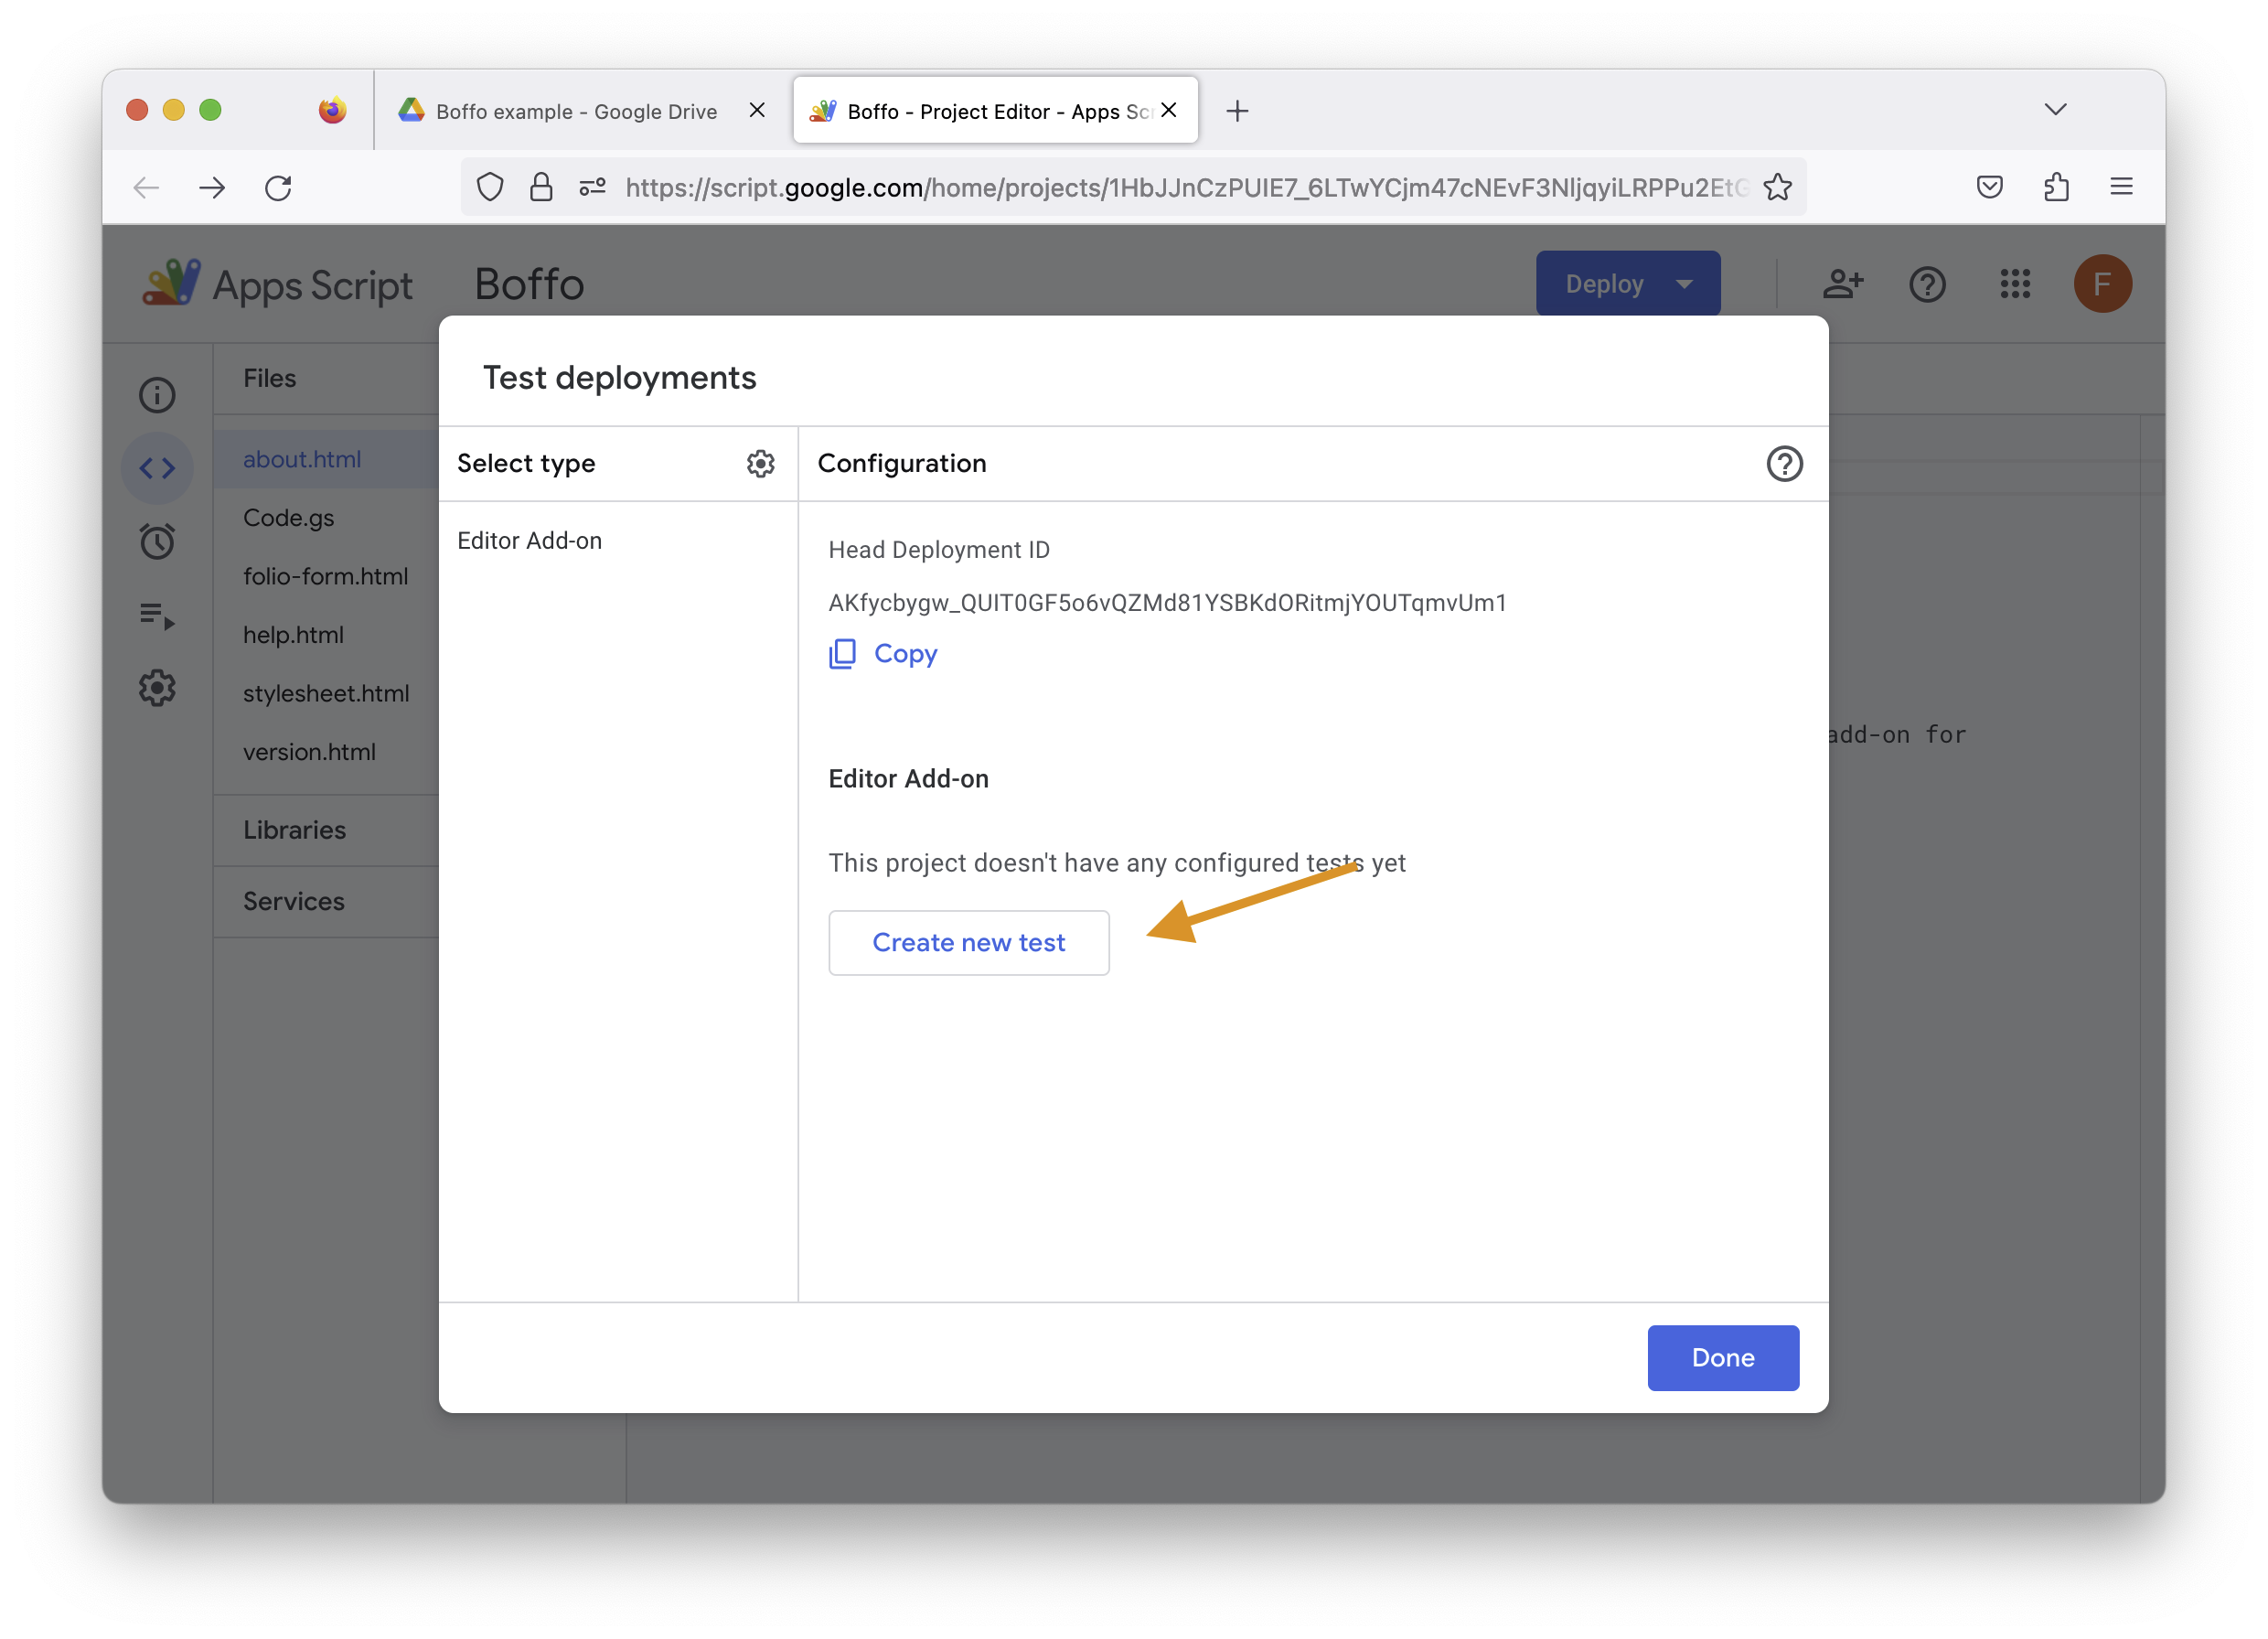 Boffo example - Google Drive
Boffo - Project Editor - Apps Scr
https://script.google.com/home/projects/1HbJJnCzPUIE7_6LTwYCjm47cNEvF3NljqyiLRPPu2EtG
Apps Script
Boffo
Deploy
F
Test deployments
Files
Select type
Configuration
about.html
Code.gs
folio-form.html
help.html
stylesheet.html
version.html
Libraries
Services
Editor Add-on
Head Deployment ID
AKfycbygw_QUIT0GF5o6vQZMd81YSBKdORitmjYOUTqmvUm1
Copy
add-on for
Editor Add-on
This project doesn't have any configured tests yet
Create new test
Done